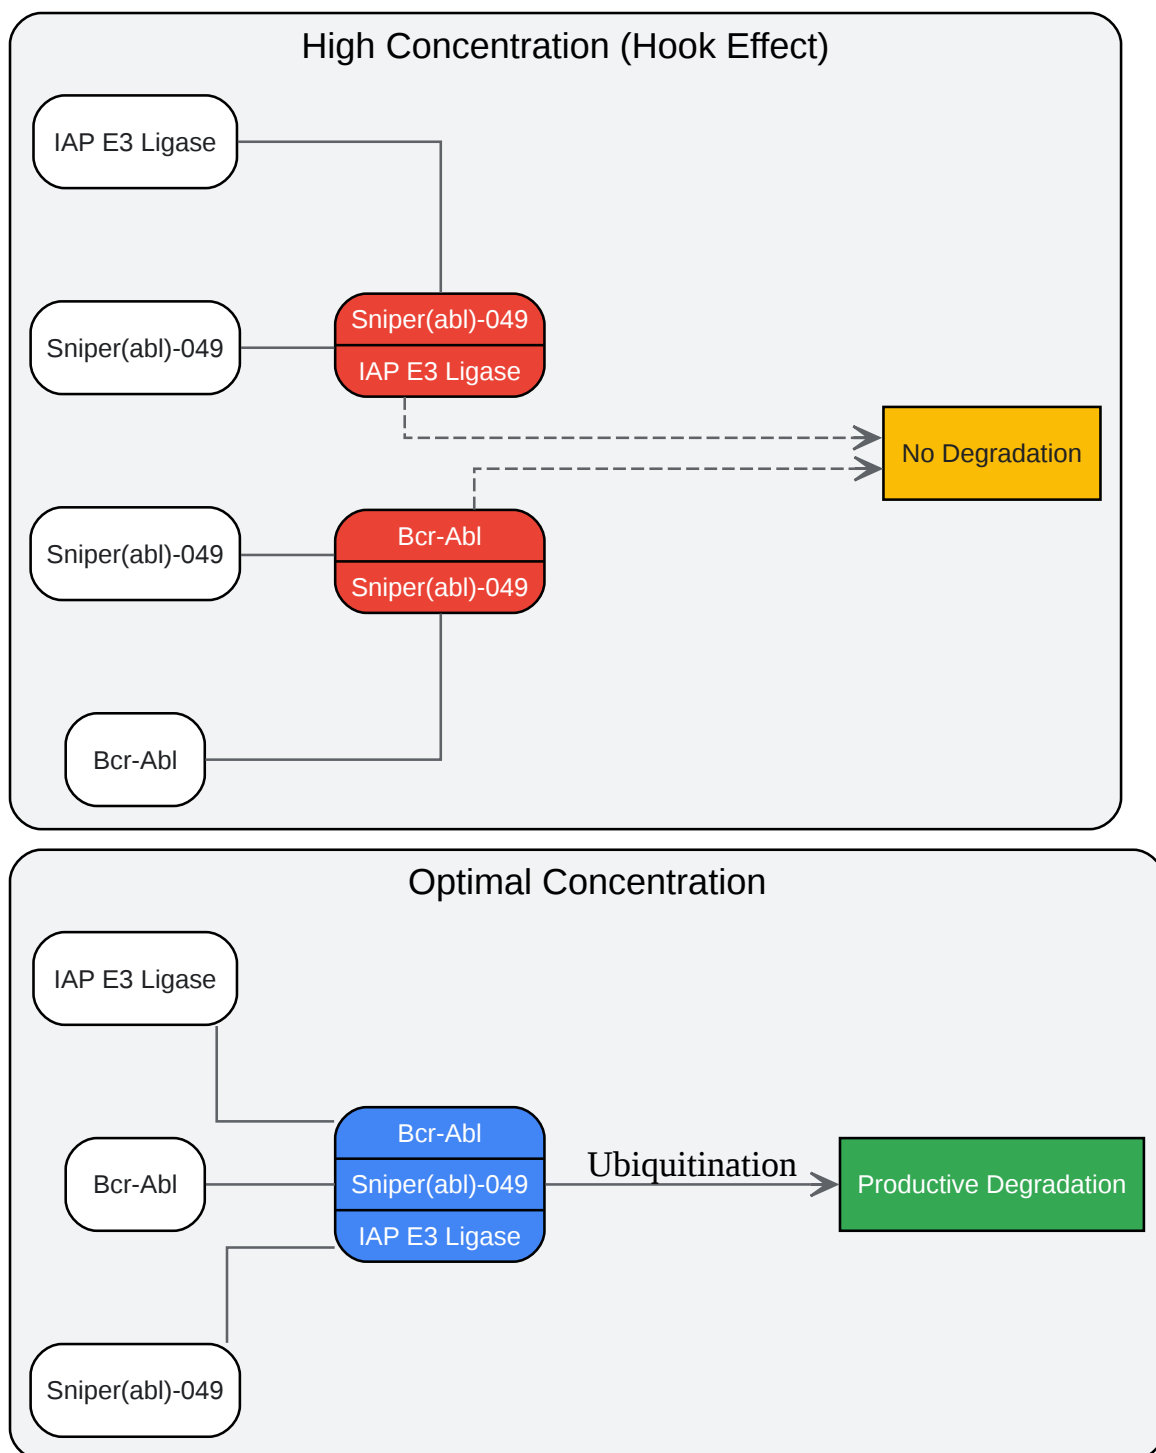 High Concentration (Hook Effect)
IAP E3 Ligase
Sniper(abl)-049
Sniper(abl)-049
IAP E3 Ligase
No Degradation
Sniper(abl)-049
Bcr-Abl
Sniper(abl)-049
Bcr-Abl
Optimal Concentration
IAP E3 Ligase
Bcr-Abl
Bcr-Abl
Sniper(abl)-049
IAP E3 Ligase
Ubiquitination
Productive Degradation
Sniper(abl)-049